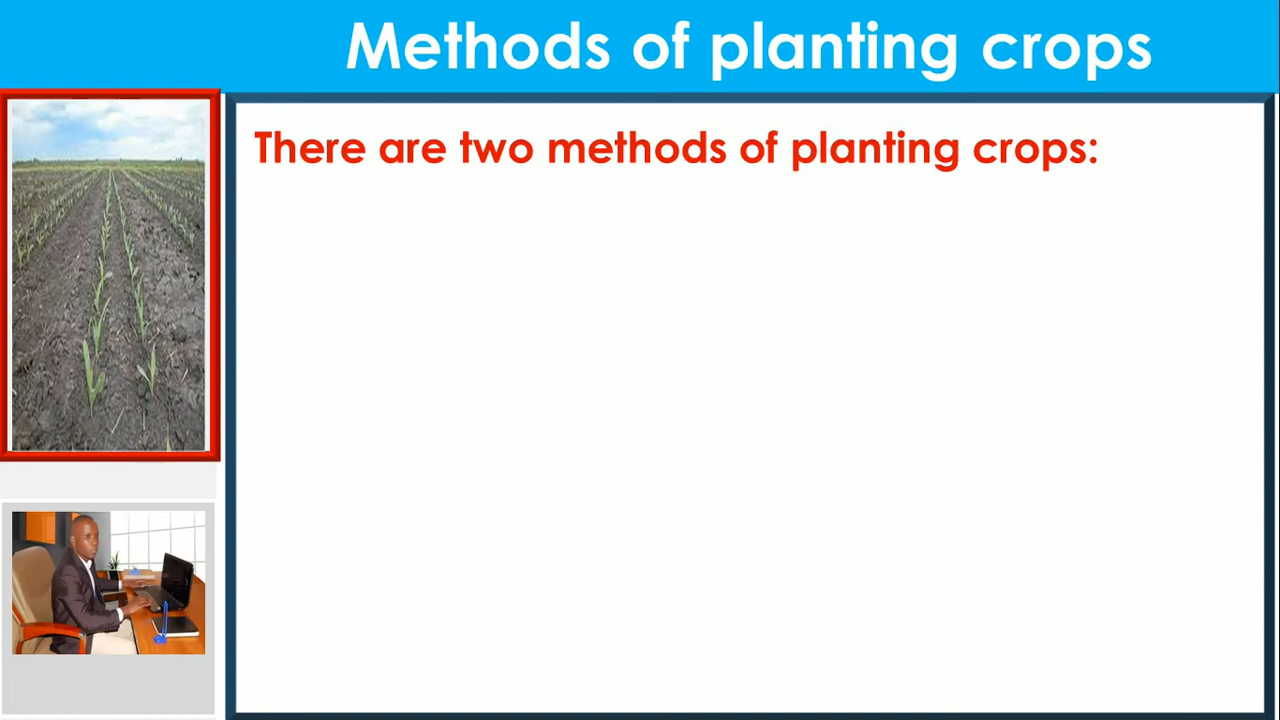 Methods of planting crops
There are two methods of planting crops: